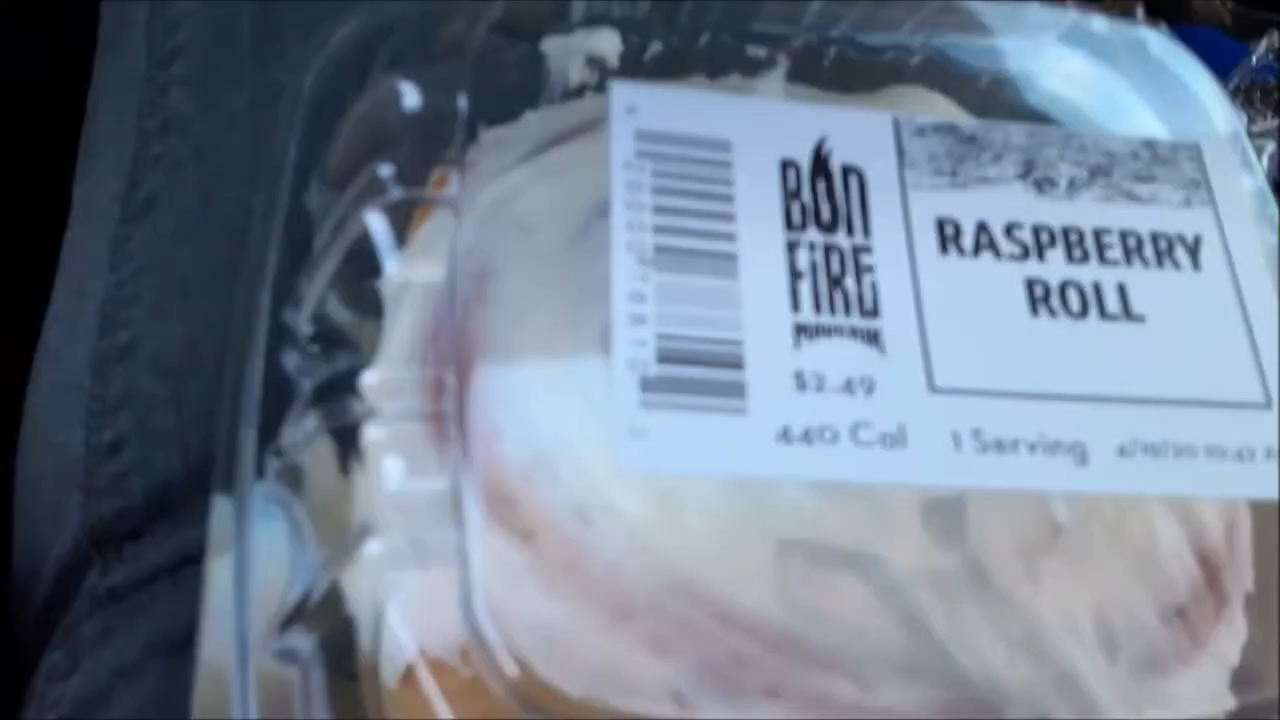 BONFIRE
$2.49
440 Cal
1 Serving
RASPBERRY
ROLL